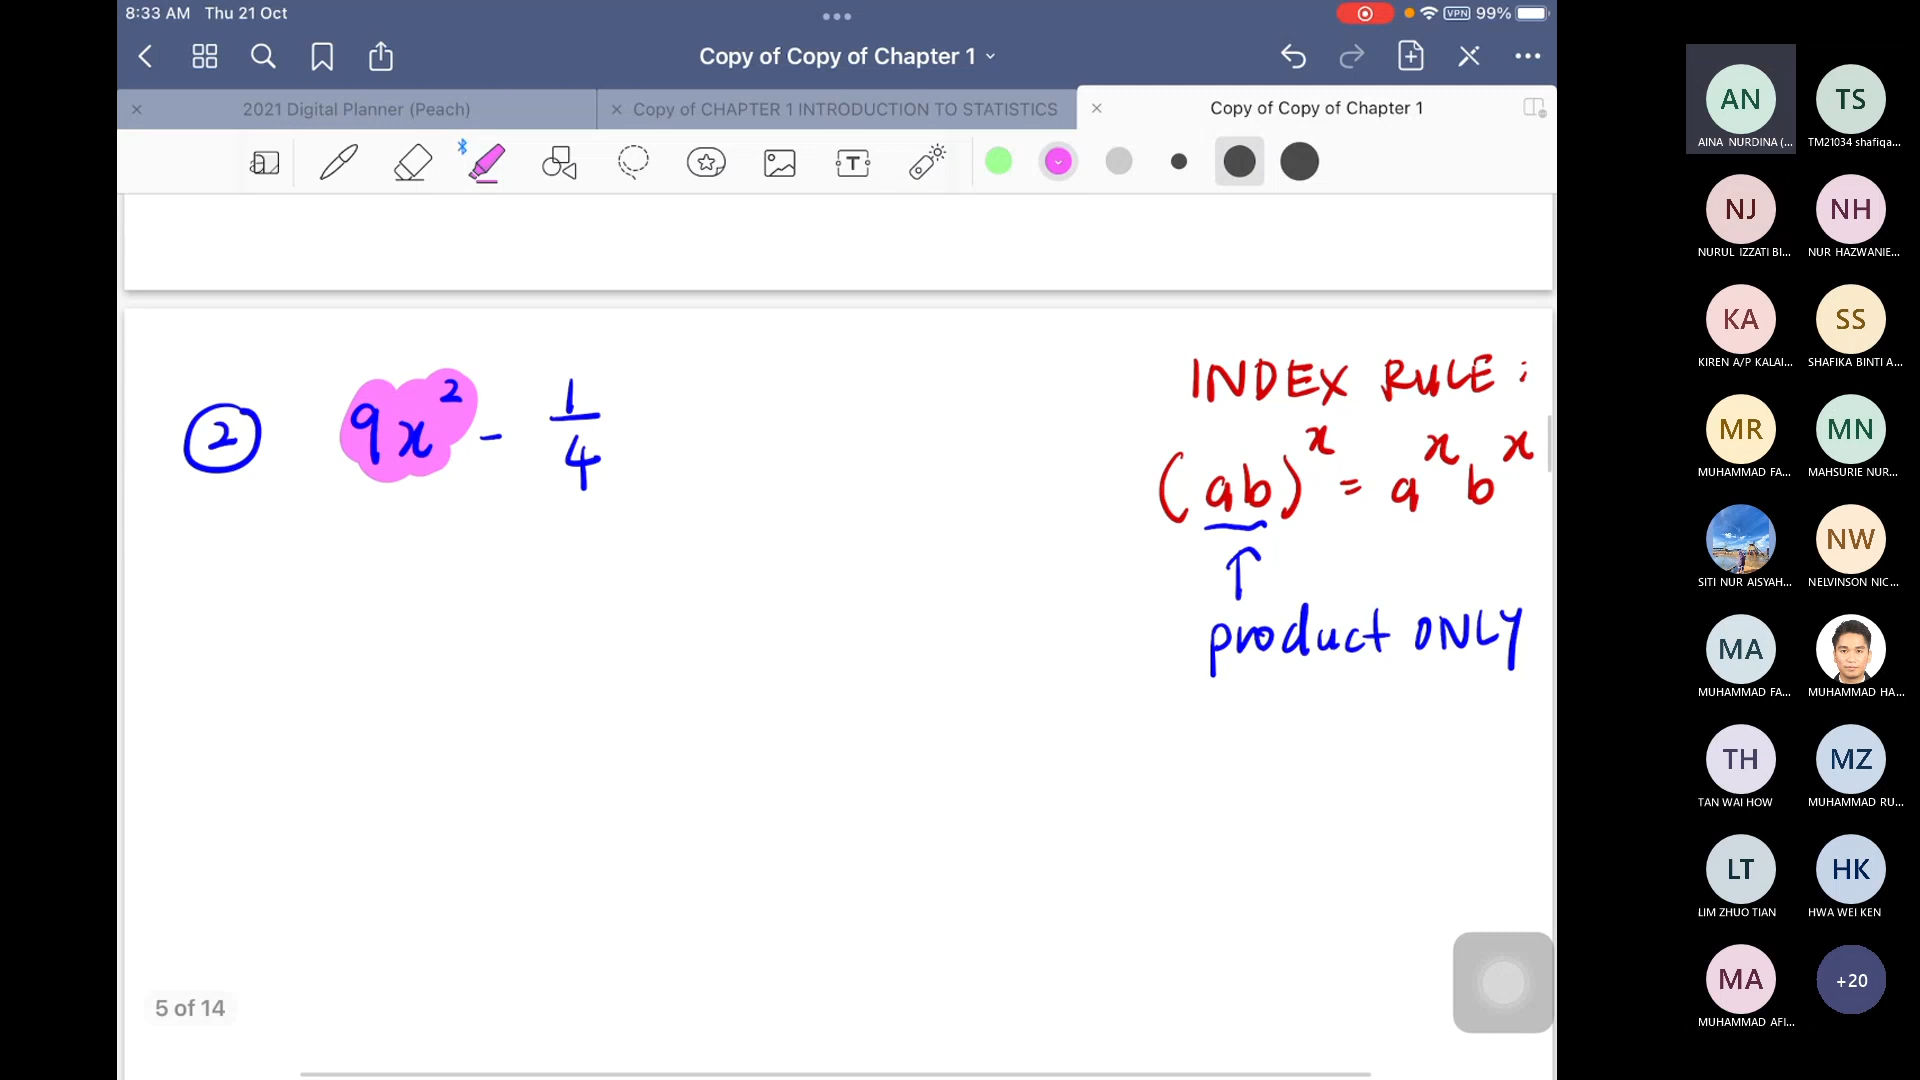 8:33 AM Thu 21 Oct
VPN 99%
Copy of Copy of Chapter 1
2021 Digital Planner (Peach)
Copy of CHAPTER 1 INTRODUCTION TO STATISTICS
Copy of Copy of Chapter 1
a
T
INDEX RULE :
② 9x² - 1/4
(ab)ˣ = aˣbˣ
↑
product ONLY
5 of 14
AN
TS
AINA NURDINA (...
TM21034 shafiqa...
NJ
NH
NURUL IZZATI BI...
NUR HAZWANIE...
KA
SS
KIREN A/P KALAI...
SHAFIKA BINTI A...
MR
MN
MUHAMMAD FA...
MAHSURIE NUR...
NW
SITI NUR AISYAH...
NELVINSON NIC...
MA
MUHAMMAD FA...
MUHAMMAD HA...
TH
MZ
TAN WAI HOW
MUHAMMAD RU...
LT
HK
LIM ZHUO TIAN
HWA WEI KEN
MA
+20
MUHAMMAD AFI...